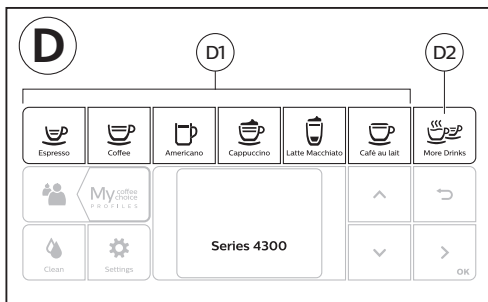 D
D1
D2
Espresso
Coffee
Americano
Cappuccino
Latte Macchiato
Café au lait
More Drinks
My coffee choice
PROFILES
Series 4300
Clean
Settings
OK